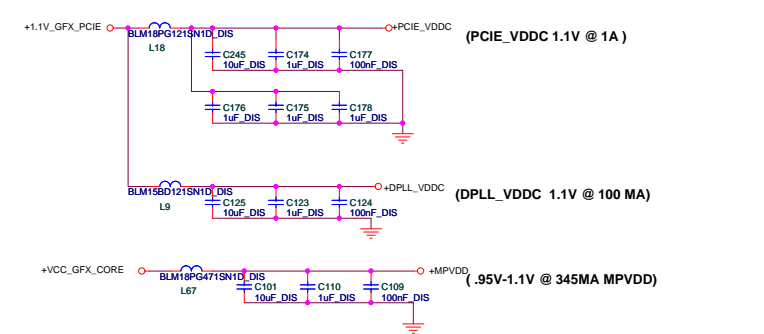 +1.1V_GFX_PCIE
BLM18PG121SN1D_DIS
L18
+PCIE_VDDC
(PCIE_VDDC 1.1V @ 1A )
C245
10uF_DIS
C174
1uF_DIS
C177
100nF_DIS
C176
1uF_DIS
C175
1uF_DIS
C178
1uF_DIS
BLM15BD121SN1D_DIS
L9
+DPLL_VDDC
(DPLL_VDDC  1.1V @ 100 MA)
C125
10uF_DIS
C123
1uF_DIS
C124
100nF_DIS
+VCC_GFX_CORE
BLM18PG471SN1D_DIS
L67
+MPVDD
( .95V-1.1V @ 345MA MPVDD)
C101
10uF_DIS
C110
1uF_DIS
C109
100nF_DIS